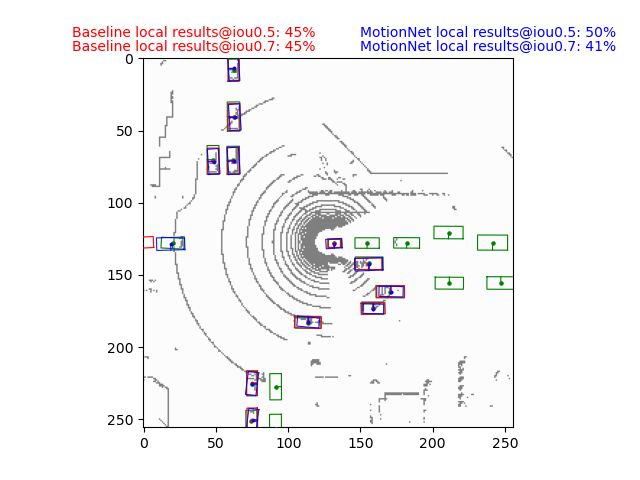 Baseline local results@iou0.5: 45% MotionNet local results@iou0.5: 50%
Baseline local results@iou0.7: 45% MotionNet local results@iou0.7: 41%
0
50
100
150
200
250
0 50 100 150 200 250